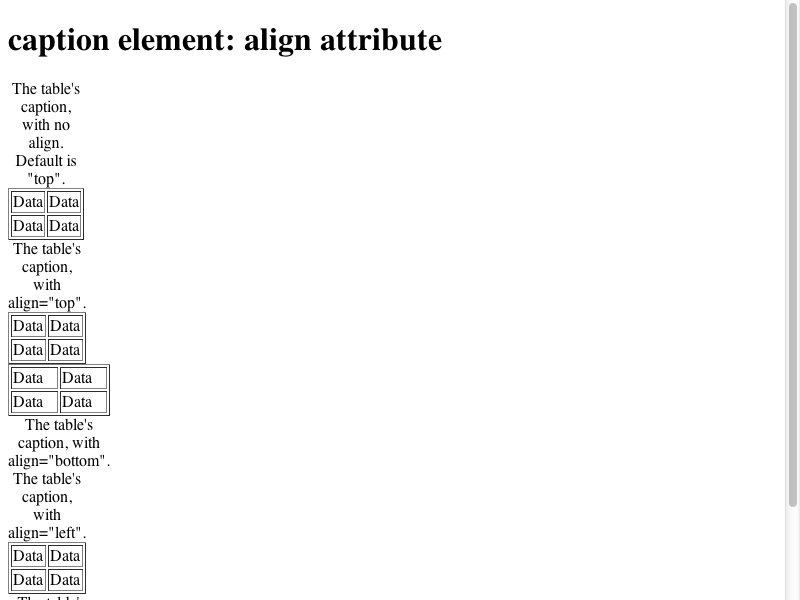 caption element: align attribute
The table's
caption,
with no
align.
Default is
"top".
Data Data
Data Data
The table's
caption,
with
align="top".
Data Data
Data Data
Data Data
Data Data
The table's
caption, with
align="bottom".
The table's
caption,
with
align="left".
Data Data
Data Data
The table's